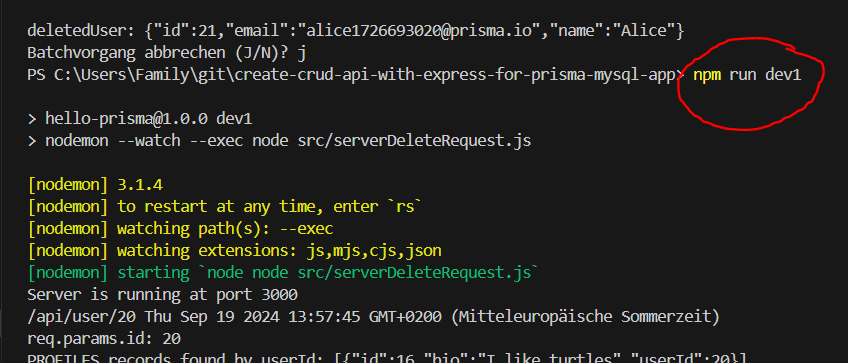 deletedUser: {"id":21,"email":"alice1726693020@prisma.io","name":"Alice"}
Batchvorgang abbrechen (J/N)? j
PS C:\Users\Family\git\create-crud-api-with-express-for-prisma-mysql-app> npm run dev1
> hello-prisma@1.0.0 dev1
> nodemon --watch --exec node src/serverDeleteRequest.js
[nodemon] 3.1.4
[nodemon] to restart at any time, enter `rs`
[nodemon] watching path(s): --exec
[nodemon] watching extensions: js,mjs,cjs,json
[nodemon] starting `node node src/serverDeleteRequest.js`
Server is running at port 3000
/api/user/20 Thu Sep 19 2024 13:57:45 GMT+0200 (Mitteleuropäische Sommerzeit)
req.params.id: 20
PROFILES records found by userId: [{"id":16,"bio":"I like turtles","userId":20}]